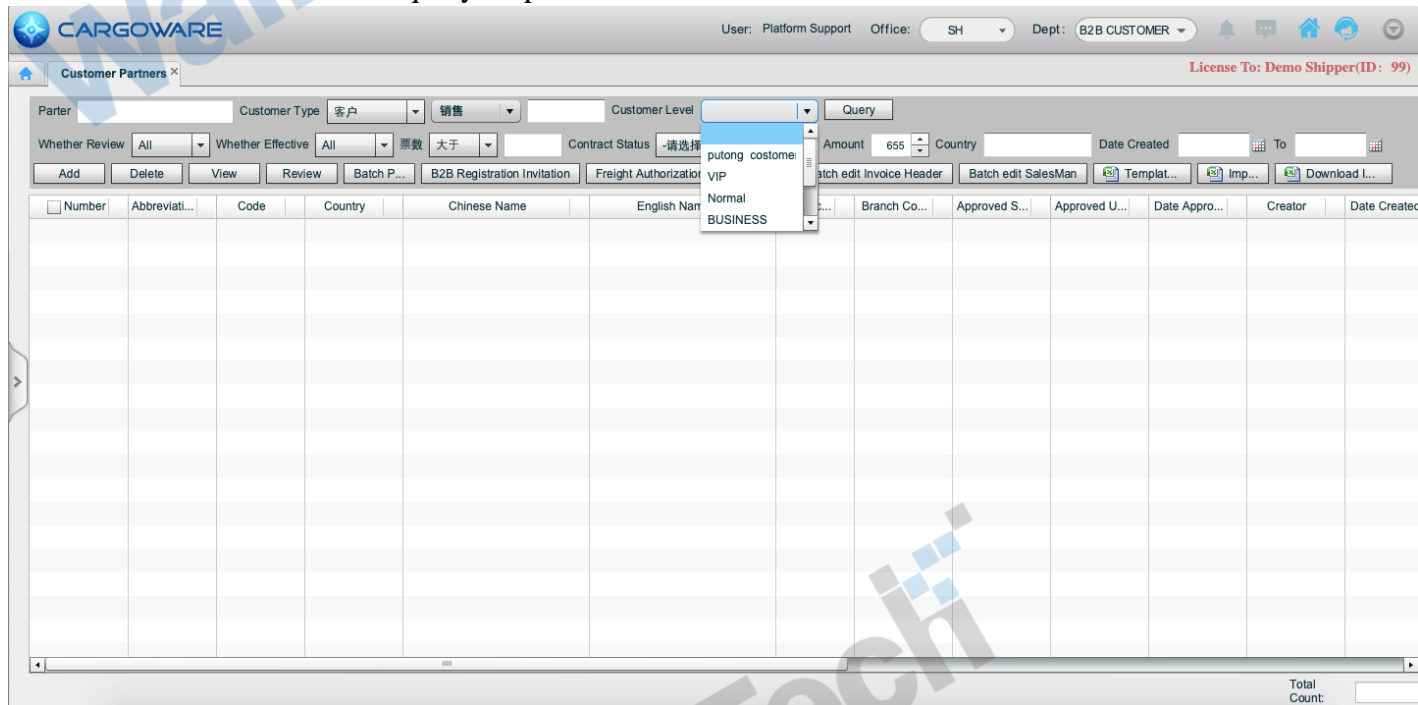 CARGOWARE
User: Platform Support Office: SH Dept: B2B CUSTOMER
Customer Partners ×
License To: Demo Shipper(ID: 99)
Parter Customer Type 客户 销售 Customer Level Query
Whether Review All Whether Effective All 票数 大于 Contract Status -请选择 Amount 655 Country Date Created To
putong costomer
VIP
Normal
BUSINESS
Add Delete View Review Batch P... B2B Registration Invitation Freight Authorization atch edit Invoice Header Batch edit SalesMan Templat... Imp... Download I...
Number Abbreviati... Code Country Chinese Name English Nam Branch Co... Approved S... Approved U... Date Appro... Creator Date Created
Total
Count:
Tech